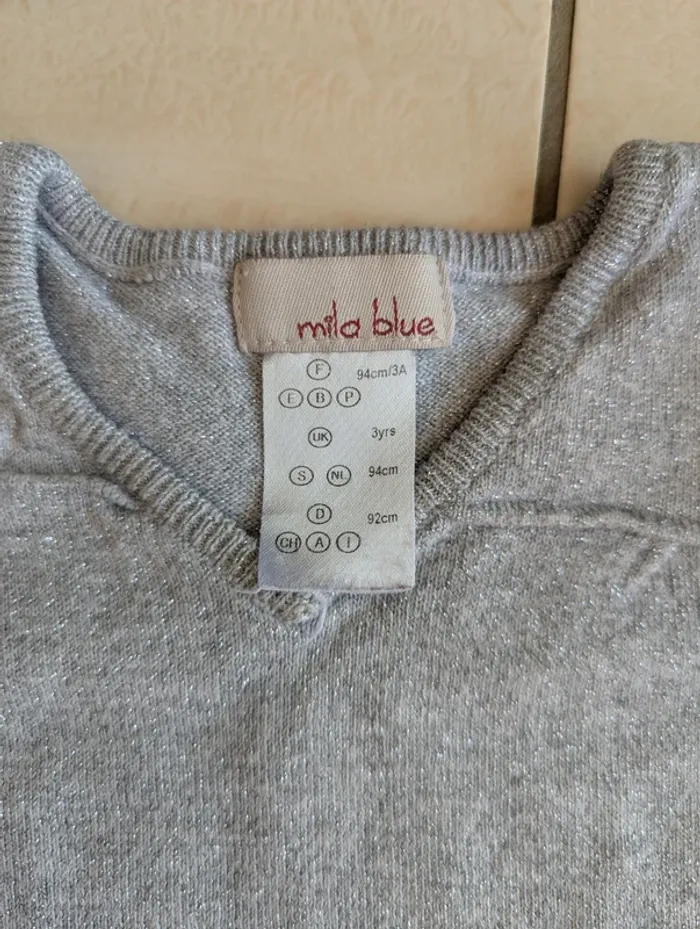 mila blue
F 94cm/3A
E B P
UK 3yrs
S NL 94cm
D 92cm
CH A I